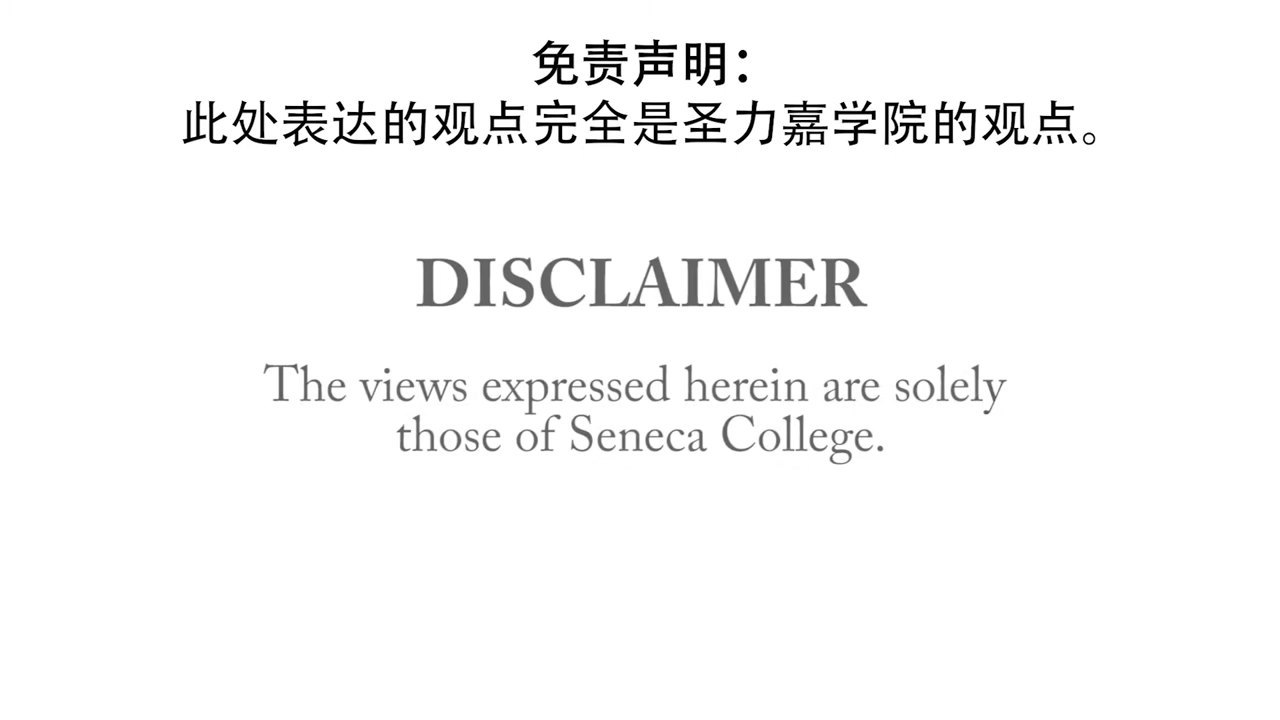 免责声明：
此处表达的观点完全是圣力嘉学院的观点。
DISCLAIMER
The views expressed herein are solely
those of Seneca College.